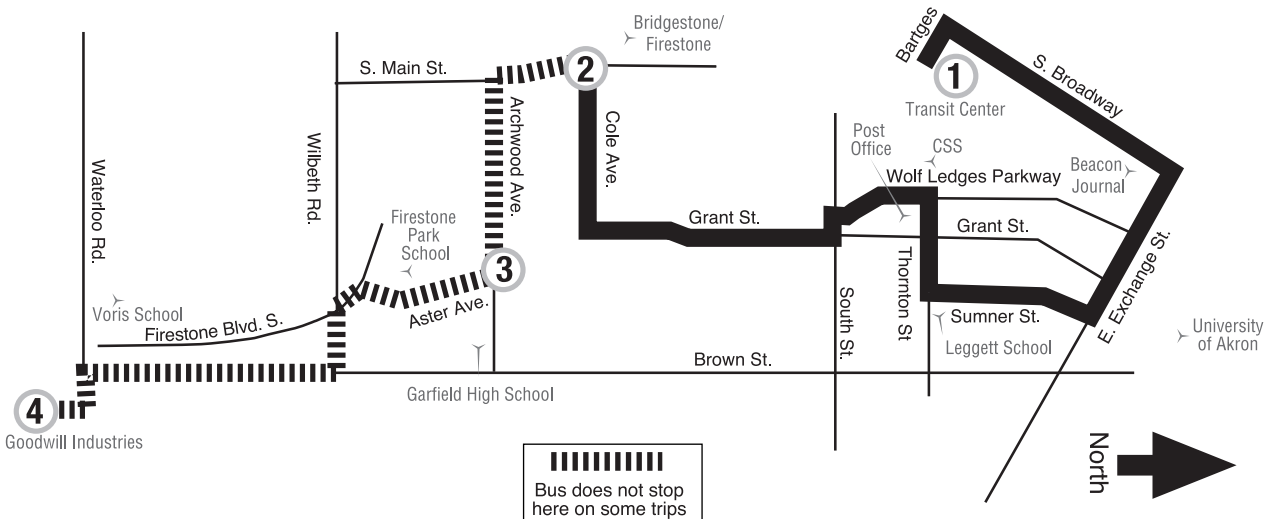 Bridgestone/
Firestone
Bartges
S. Broadway
1
Transit Center
2
S. Main St.
Archwood Ave.
Cole Ave.
Wilbeth Rd.
Waterloo Rd.
Post
Office
CSS
Wolf Ledges Parkway
Beacon
Journal
Firestone
Park
School
Grant St.
Grant St.
3
Aster Ave.
Thornton St
South St.
E. Exchange St.
Voris School
Firestone Blvd. S.
Sumner St.
University
of Akron
Leggett School
Brown St.
Garfield High School
4
Goodwill Industries
North
Bus does not stop
here on some trips